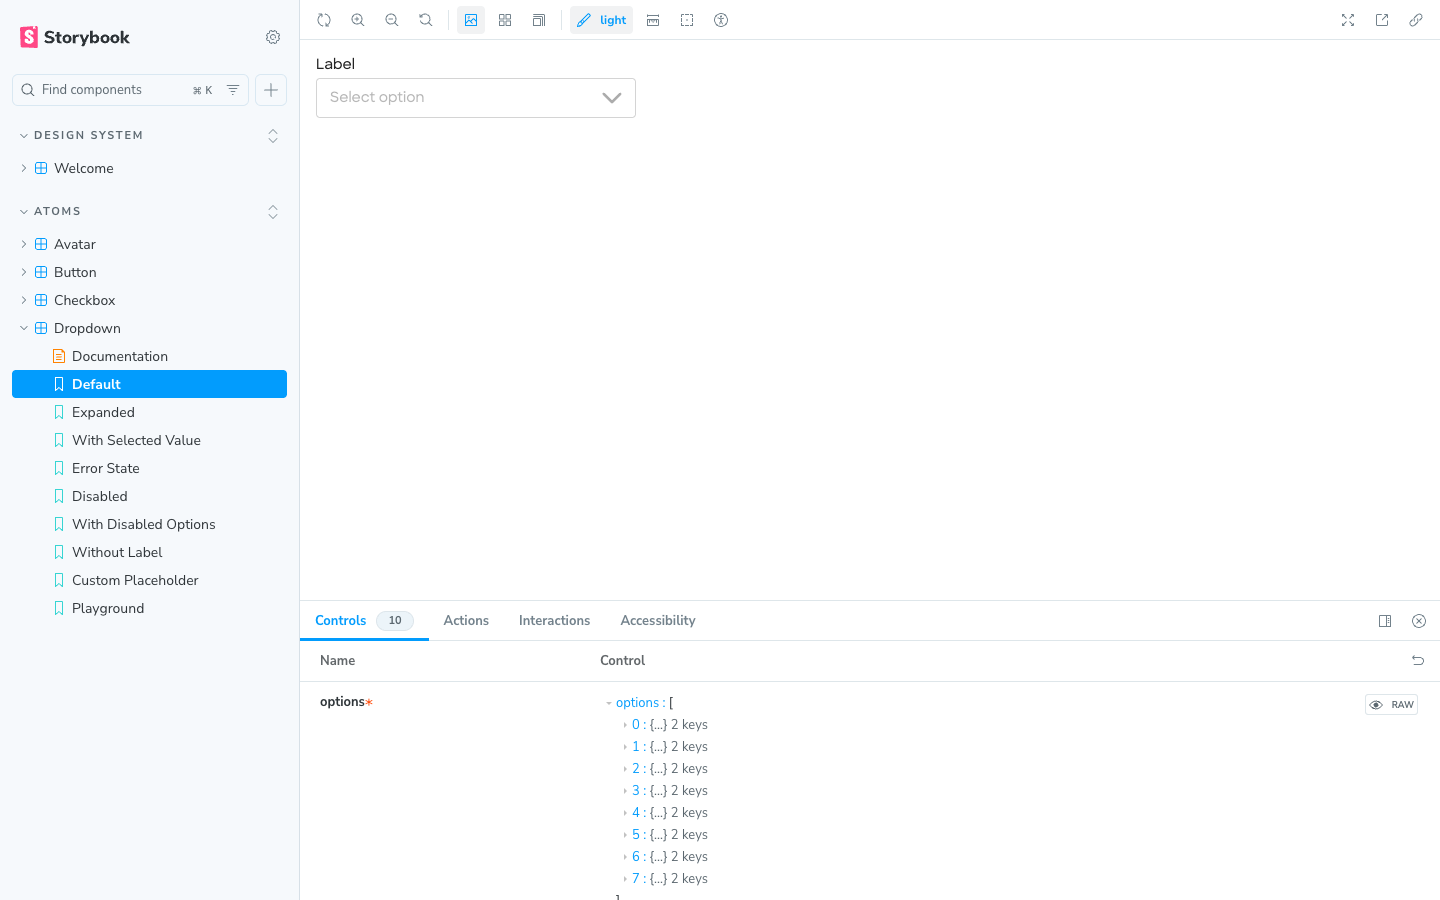 Storybook
Find components
⌘ K
DESIGN SYSTEM
Welcome
ATOMS
Avatar
Button
Checkbox
Dropdown
Documentation
Default
Expanded
With Selected Value
Error State
Disabled
With Disabled Options
Without Label
Custom Placeholder
Playground
light
Label
Select option
Controls 10 Actions Interactions Accessibility
Name Control
options* options : [ RAW
0 : {...} 2 keys
1 : {...} 2 keys
2 : {...} 2 keys
3 : {...} 2 keys
4 : {...} 2 keys
5 : {...} 2 keys
6 : {...} 2 keys
7 : {...} 2 keys
]